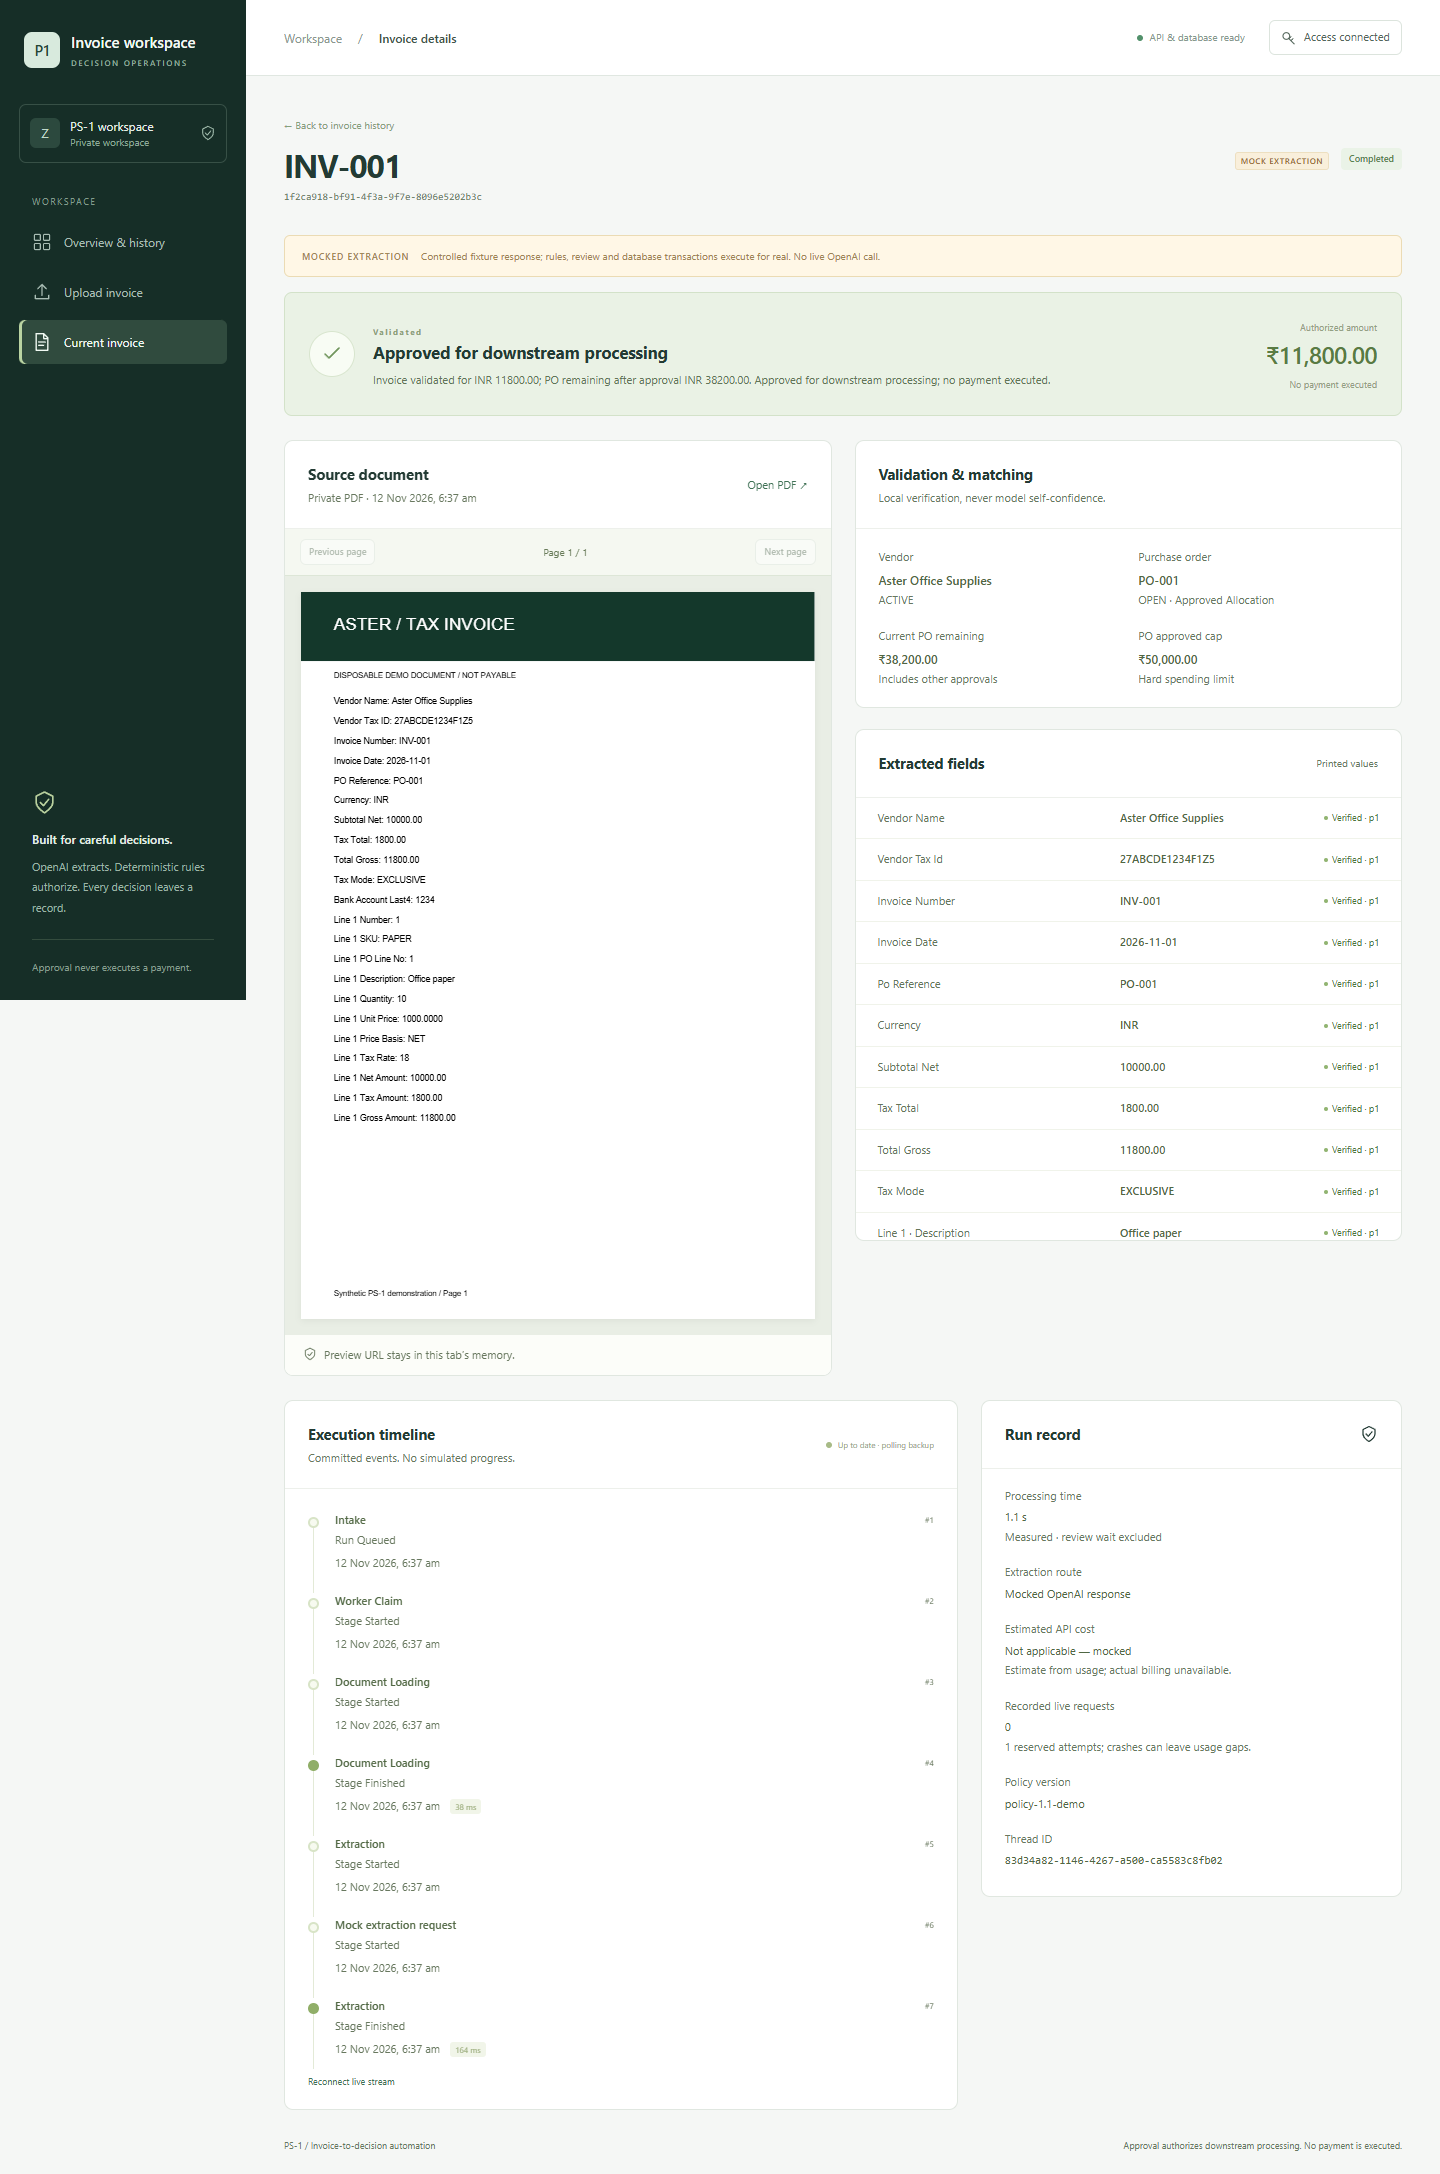 P1
Invoice workspace
DECISION OPERATIONS
Z
PS-1 workspace
Private workspace
WORKSPACE
Overview & history
Upload invoice
Current invoice
Built for careful decisions.
OpenAI extracts. Deterministic rules
authorize. Every decision leaves a
record.
Approval never executes a payment.
Workspace / Invoice details
API & database ready
Access connected
← Back to invoice history
INV-001
1f2ca918-bf91-4f3a-9f7e-8096e5202b3c
MOCK EXTRACTION
Completed
MOCKED EXTRACTION Controlled fixture response; rules, review and database transactions execute for real. No live OpenAI call.
Validated
Approved for downstream processing
Invoice validated for INR 11800.00; PO remaining after approval INR 38200.00. Approved for downstream processing; no payment executed.
Authorized amount
₹11,800.00
No payment executed
Source document
Private PDF · 12 Nov 2026, 6:37 am
Open PDF ↗
Previous page
Page 1 / 1
Next page
ASTER / TAX INVOICE
DISPOSABLE DEMO DOCUMENT / NOT PAYABLE
Vendor Name: Aster Office Supplies
Vendor Tax ID: 27ABCDE1234F1Z5
Invoice Number: INV-001
Invoice Date: 2026-11-01
PO Reference: PO-001
Currency: INR
Subtotal Net: 10000.00
Tax Total: 1800.00
Total Gross: 11800.00
Tax Mode: EXCLUSIVE
Bank Account Last4: 1234
Line 1 Number: 1
Line 1 SKU: PAPER
Line 1 PO Line No: 1
Line 1 Description: Office paper
Line 1 Quantity: 10
Line 1 Unit Price: 1000.0000
Line 1 Price Basis: NET
Line 1 Tax Rate: 18
Line 1 Net Amount: 10000.00
Line 1 Tax Amount: 1800.00
Line 1 Gross Amount: 11800.00
Synthetic PS-1 demonstration / Page 1
Preview URL stays in this tab's memory.
Validation & matching
Local verification, never model self-confidence.
Vendor
Aster Office Supplies
ACTIVE
Purchase order
PO-001
OPEN · Approved Allocation
Current PO remaining
₹38,200.00
Includes other approvals
PO approved cap
₹50,000.00
Hard spending limit
Extracted fields
Printed values
Vendor Name Aster Office Supplies Verified · p1
Vendor Tax Id 27ABCDE1234F1Z5 Verified · p1
Invoice Number INV-001 Verified · p1
Invoice Date 2026-11-01 Verified · p1
Po Reference PO-001 Verified · p1
Currency INR Verified · p1
Subtotal Net 10000.00 Verified · p1
Tax Total 1800.00 Verified · p1
Total Gross 11800.00 Verified · p1
Tax Mode EXCLUSIVE Verified · p1
Line 1 · Description Office paper Verified · p1
Execution timeline
Committed events. No simulated progress.
Up to date · polling backup
Intake #1
Run Queued
12 Nov 2026, 6:37 am
Worker Claim #2
Stage Started
12 Nov 2026, 6:37 am
Document Loading #3
Stage Started
12 Nov 2026, 6:37 am
Document Loading #4
Stage Finished
12 Nov 2026, 6:37 am 38 ms
Extraction #5
Stage Started
12 Nov 2026, 6:37 am
Mock extraction request #6
Stage Started
12 Nov 2026, 6:37 am
Extraction #7
Stage Finished
12 Nov 2026, 6:37 am 164 ms
Reconnect live stream
Run record
Processing time
1.1 s
Measured · review wait excluded
Extraction route
Mocked OpenAI response
Estimated API cost
Not applicable — mocked
Estimate from usage; actual billing unavailable.
Recorded live requests
0
1 reserved attempts; crashes can leave usage gaps.
Policy version
policy-1.1-demo
Thread ID
83d34a82-1146-4267-a500-ca5583c8fb02
PS-1 / Invoice-to-decision automation
Approval authorizes downstream processing. No payment is executed.